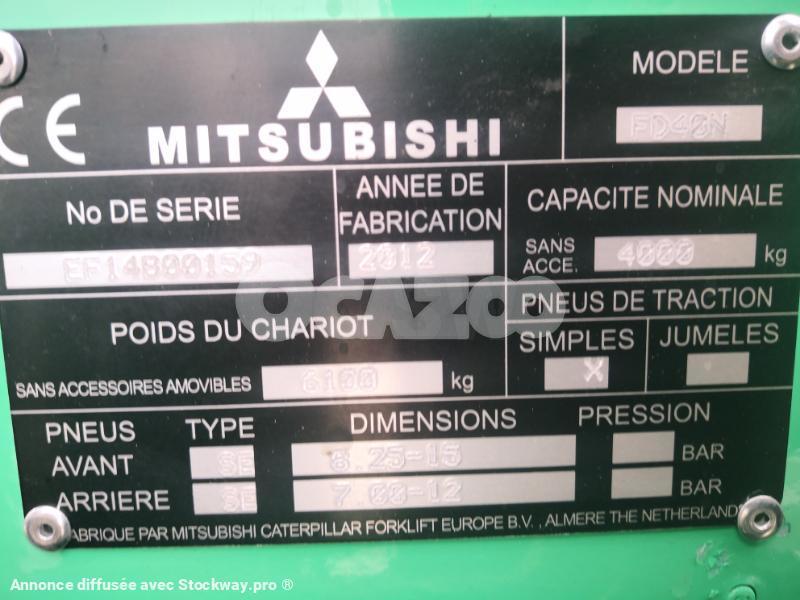 CE
MITSUBISHI
MODELE
FD40N
No DE SERIE
EF14B00159
ANNEE DE
FABRICATION
2012
CAPACITE NOMINALE
SANS
ACCE.
4000 kg
OCAZOO
POIDS DU CHARIOT
SANS ACCESSOIRES AMOVIBLES 6100 kg
PNEUS DE TRACTION
SIMPLES JUMELES
X
PNEUS TYPE DIMENSIONS PRESSION
AVANT SE 8.25-15 BAR
ARRIERE SE 7.00-12 BAR
FABRIQUE PAR MITSUBISHI CATERPILLAR FORKLIFT EUROPE B.V. , ALMERE THE NETHERLAND
Annonce diffusée avec Stockway.pro ®